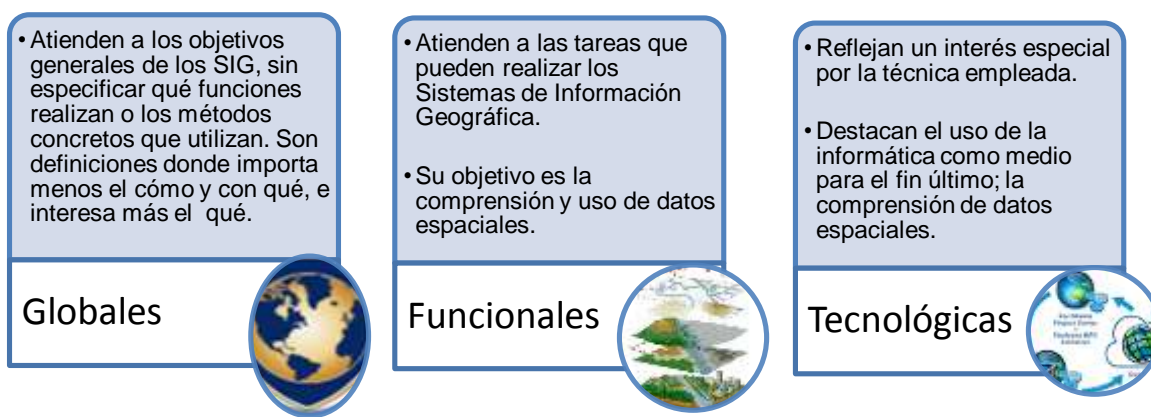 • Atienden a los objetivos
generales de los SIG, sin
especificar qué funciones
realizan o los métodos
concretos que utilizan. Son
definiciones donde importa
menos el cómo y con qué, e
interesa más el qué.
Globales
• Atienden a las tareas que
pueden realizar los
Sistemas de Información
Geográfica.
• Su objetivo es la
comprensión y uso de datos
espaciales.
Funcionales
• Reflejan un interés especial
por la técnica empleada.
• Destacan el uso de la
informática como medio
para el fin último; la
comprensión de datos
espaciales.
Tecnológicas